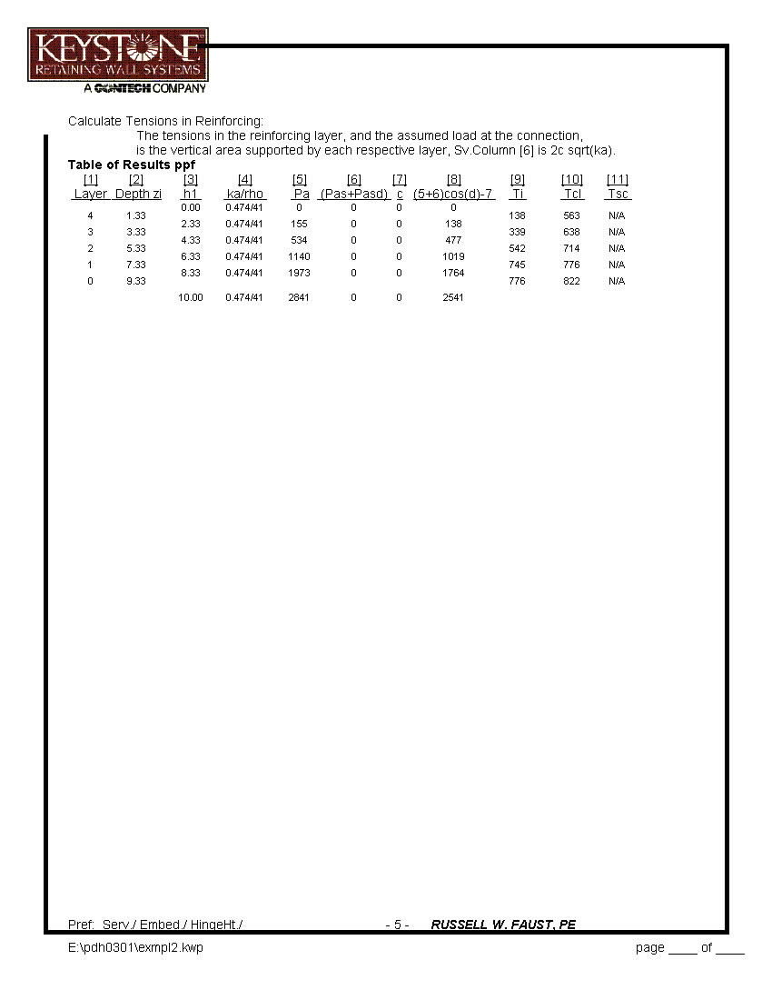 KEYSTONE
RETAINING WALL SYSTEMS
A CONTECH COMPANY
Calculate Tensions in Reinforcing:
The tensions in the reinforcing layer, and the assumed load at the connection,
is the vertical area supported by each respective layer, Sv.Column [6] is 2c sqrt(ka).
Table of Results ppf
[1] [2] [3] [4] [5] [6] [7] [8] [9] [10] [11]
Layer Depth zi h1 ka/rho Pa (Pas+Pasd) c (5+6)cos(d)-7 Ti Tcl Tsc
0.00 0.474/41 0 0 0 0
4 1.33 138 563 N/A
2.33 0.474/41 155 0 0 138
3 3.33 339 638 N/A
4.33 0.474/41 534 0 0 477
2 5.33 542 714 N/A
6.33 0.474/41 1140 0 0 1019
1 7.33 745 776 N/A
8.33 0.474/41 1973 0 0 1764
0 9.33 776 822 N/A
10.00 0.474/41 2841 0 0 2541
Pref: Serv./ Embed./ HingeHt./ - 5 - RUSSELL W. FAUST, PE
E:\pdh0301\exmpl2.kwp page ____ of ____